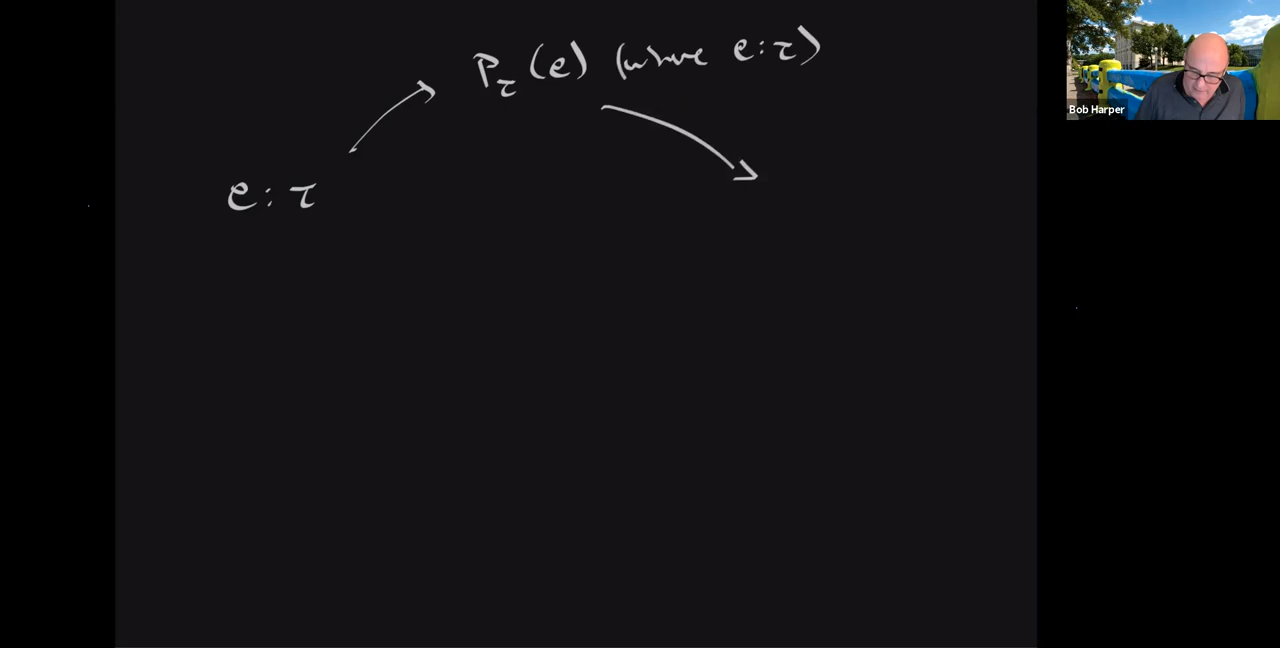 P_τ(e) (where e:τ)
e : τ
Bob Harper